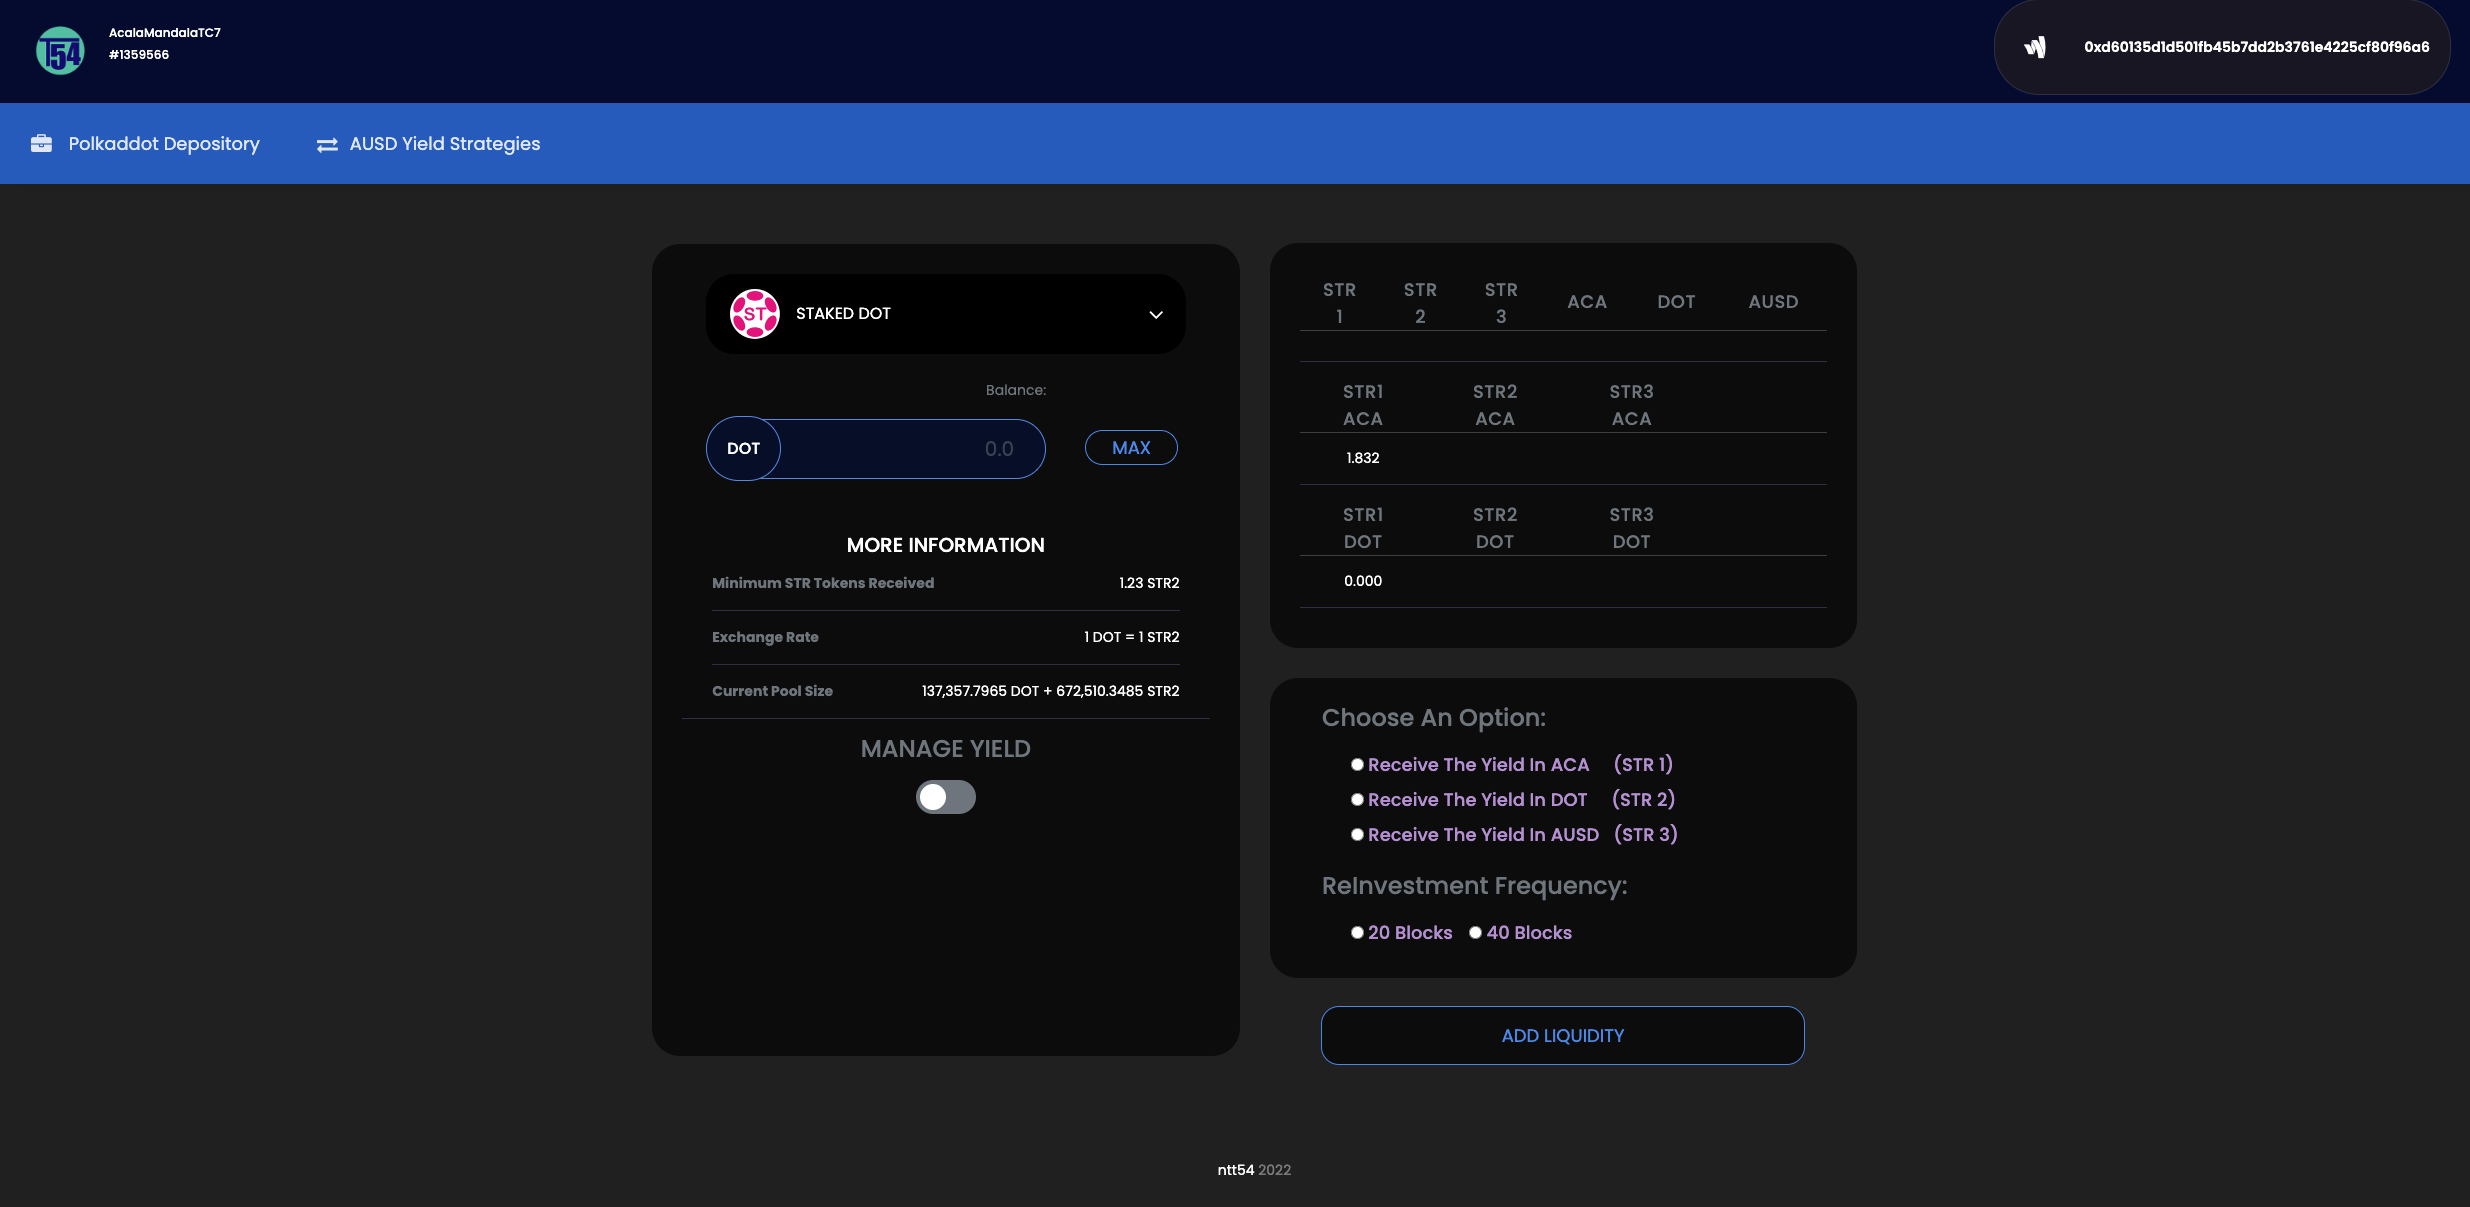 T54
AcalaMandalaTC7
#1359566
0xd60135d1d501fb45b7dd2b3761e4225cf80f96a6
Polkaddot Depository
AUSD Yield Strategies
ST
STAKED DOT
Balance:
DOT
0.0
MAX
MORE INFORMATION
Minimum STR Tokens Received 1.23 STR2
Exchange Rate 1 DOT = 1 STR2
Current Pool Size 137,357.7965 DOT + 672,510.3485 STR2
MANAGE YIELD
STR 1 STR 2 STR 3 ACA DOT AUSD
STR1 ACA STR2 ACA STR3 ACA
1.832
STR1 DOT STR2 DOT STR3 DOT
0.000
Choose An Option:
Receive The Yield In ACA (STR 1)
Receive The Yield In DOT (STR 2)
Receive The Yield In AUSD (STR 3)
ReInvestment Frequency:
20 Blocks 40 Blocks
ADD LIQUIDITY
ntt54 2022